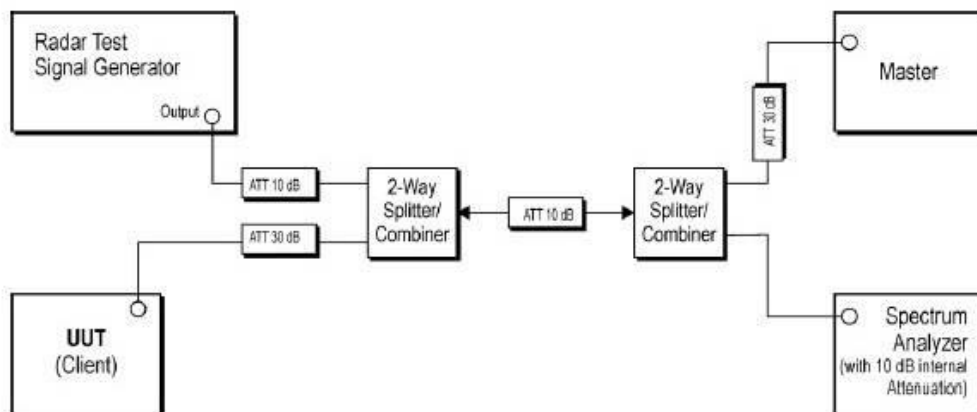 Radar Test
Signal Generator
Output
ATT 10 dB
ATT 30 dB
2-Way
Splitter/
Combiner
ATT 10 dB
2-Way
Splitter/
Combiner
ATT 30 dB
Master
UUT
(Client)
Spectrum
Analyzer
(with 10 dB internal
Attenuation)